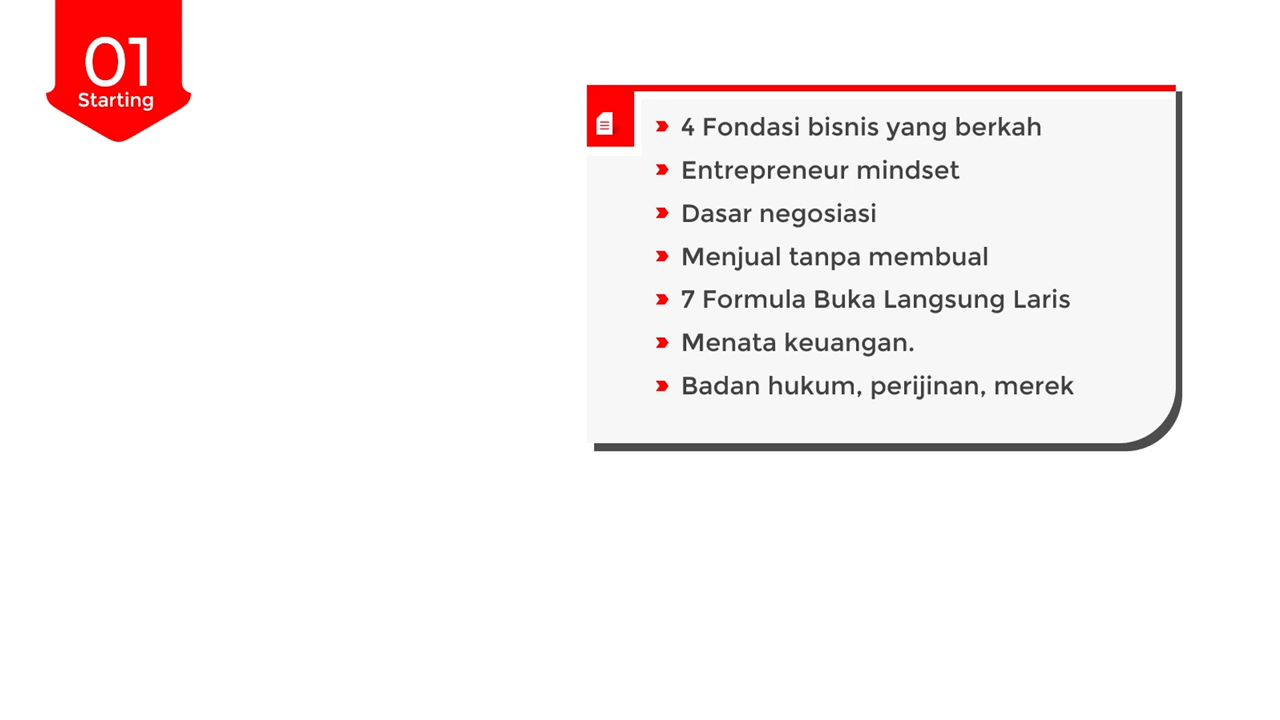 01
Starting
4 Fondasi bisnis yang berkah
Entrepreneur mindset
Dasar negosiasi
Menjual tanpa membual
7 Formula Buka Langsung Laris
Menata keuangan.
Badan hukum, perijinan, merek